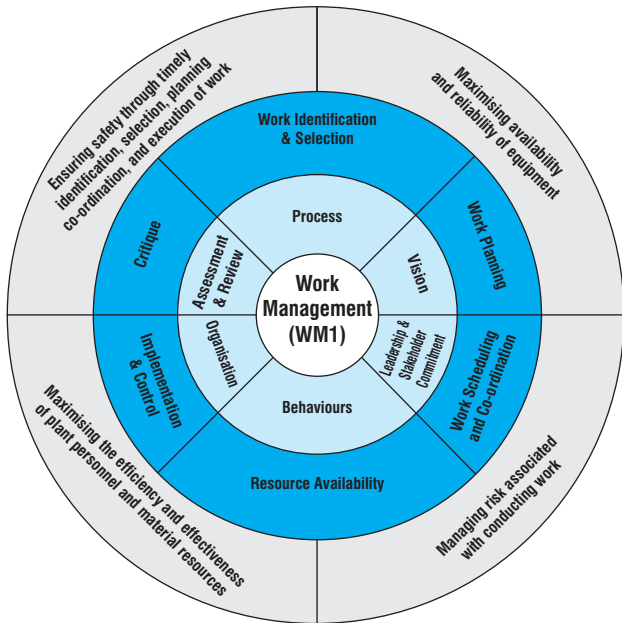 Ensuring safety through timely
identification, selection, planning
co-ordination, and execution of work
Maximising availability
and reliability of equipment
Work Identification
& Selection
Critique
Work Planning
Process
Assessment
& Review
Vision
Work
Management
(WM1)
Organisation
Leadership &
Stakeholder
Commitment
Behaviours
Implementation
& Control
Work Scheduling
and Co-ordination
Resource Availability
Maximising the efficiency and effectiveness
of plant personnel and material resources
Managing risk associated
with conducting work